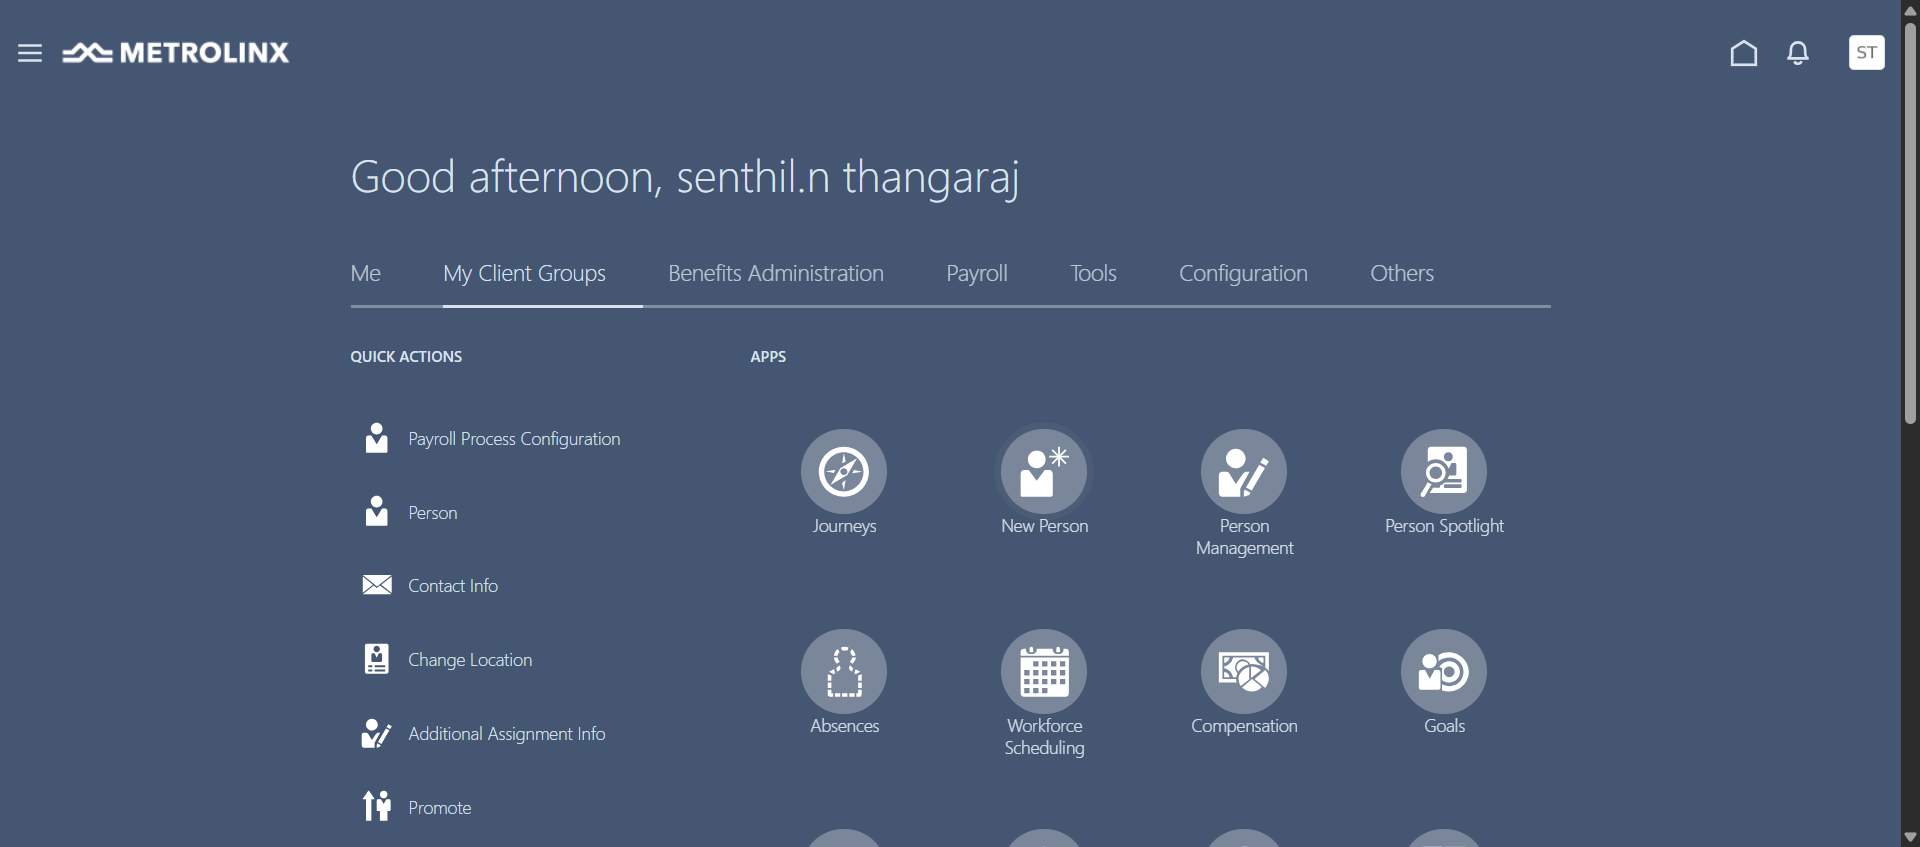 METROLINX
ST
Good afternoon, senthil.n thangaraj
Me
My Client Groups
Benefits Administration
Payroll
Tools
Configuration
Others
QUICK ACTIONS
Payroll Process Configuration
Person
Contact Info
Change Location
Additional Assignment Info
Promote
APPS
Journeys
New Person
Person
Management
Person Spotlight
Absences
Workforce
Scheduling
Compensation
Goals